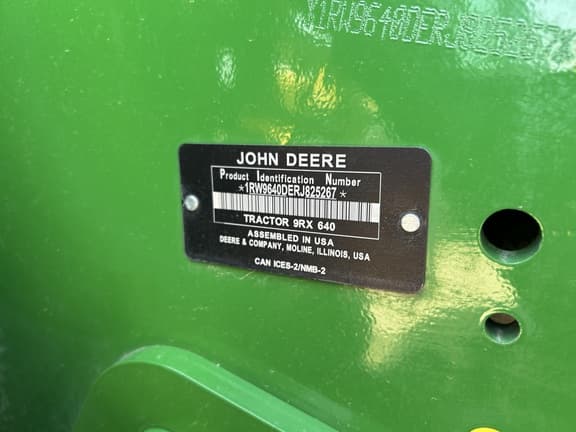 1RW9640DERJ825267
JOHN DEERE
Product Identification Number
*1RW9640DERJ825267*
TRACTOR 9RX 640
ASSEMBLED IN USA
DEERE & COMPANY, MOLINE, ILLINOIS, USA
CAN ICES-2/NMB-2